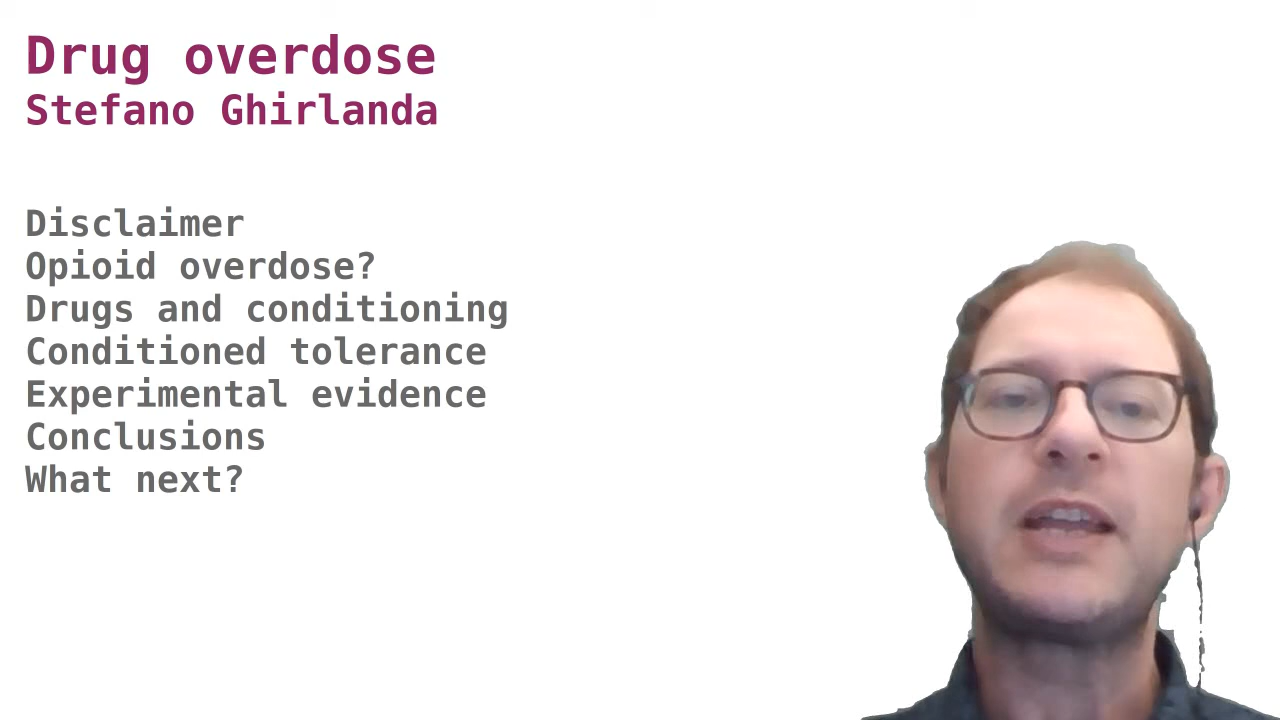 Drug overdose
Stefano Ghirlanda
Disclaimer
Opioid overdose?
Drugs and conditioning
Conditioned tolerance
Experimental evidence
Conclusions
What next?